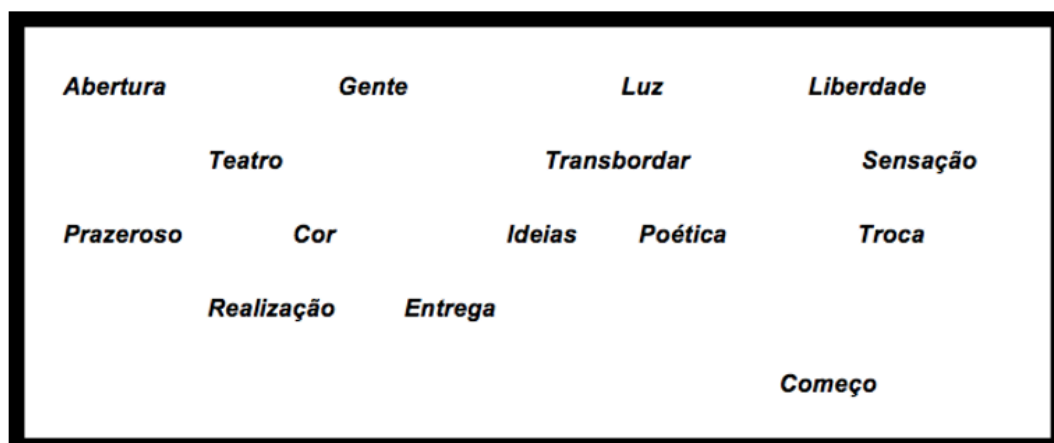 Abertura Gente Luz Liberdade
Teatro Transbordar Sensação
Prazeroso Cor Ideias Poética Troca
Realização Entrega
Começo